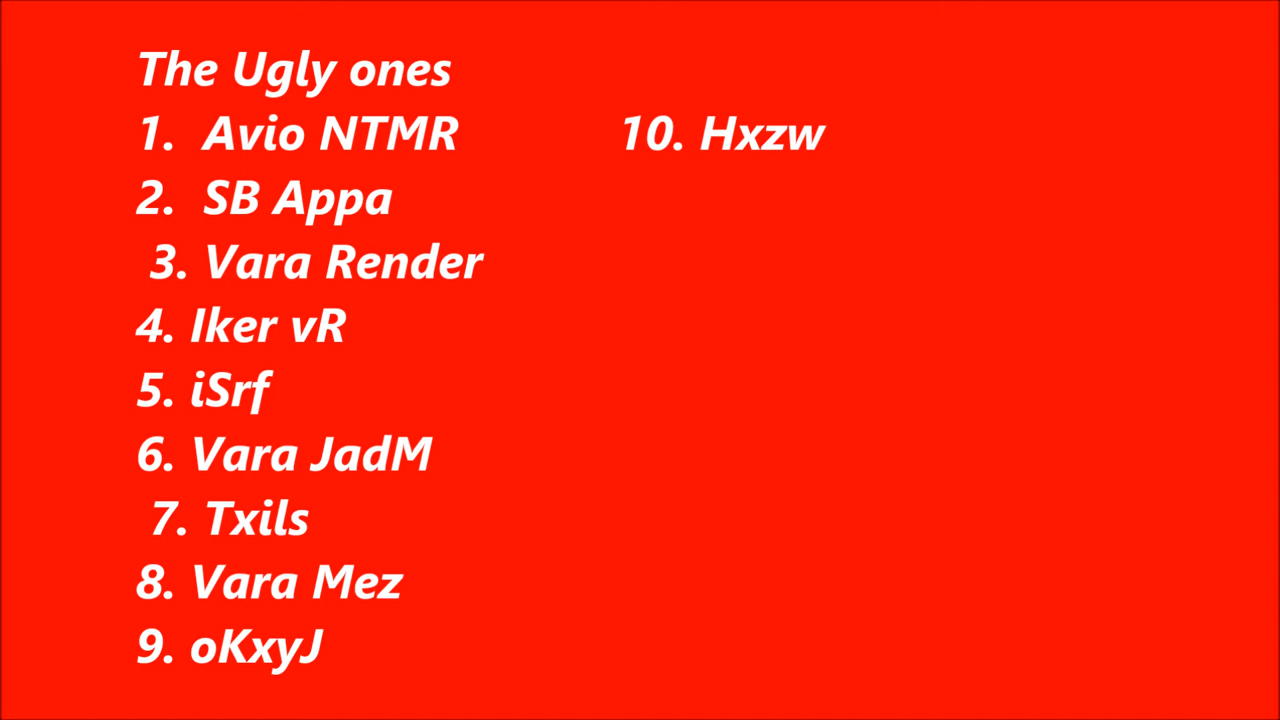 The Ugly ones
1. Avio NTMR
2. SB Appa
3. Vara Render
4. Iker vR
5. iSrf
6. Vara JadM
7. Txils
8. Vara Mez
9. oKxyJ
10. Hxzw